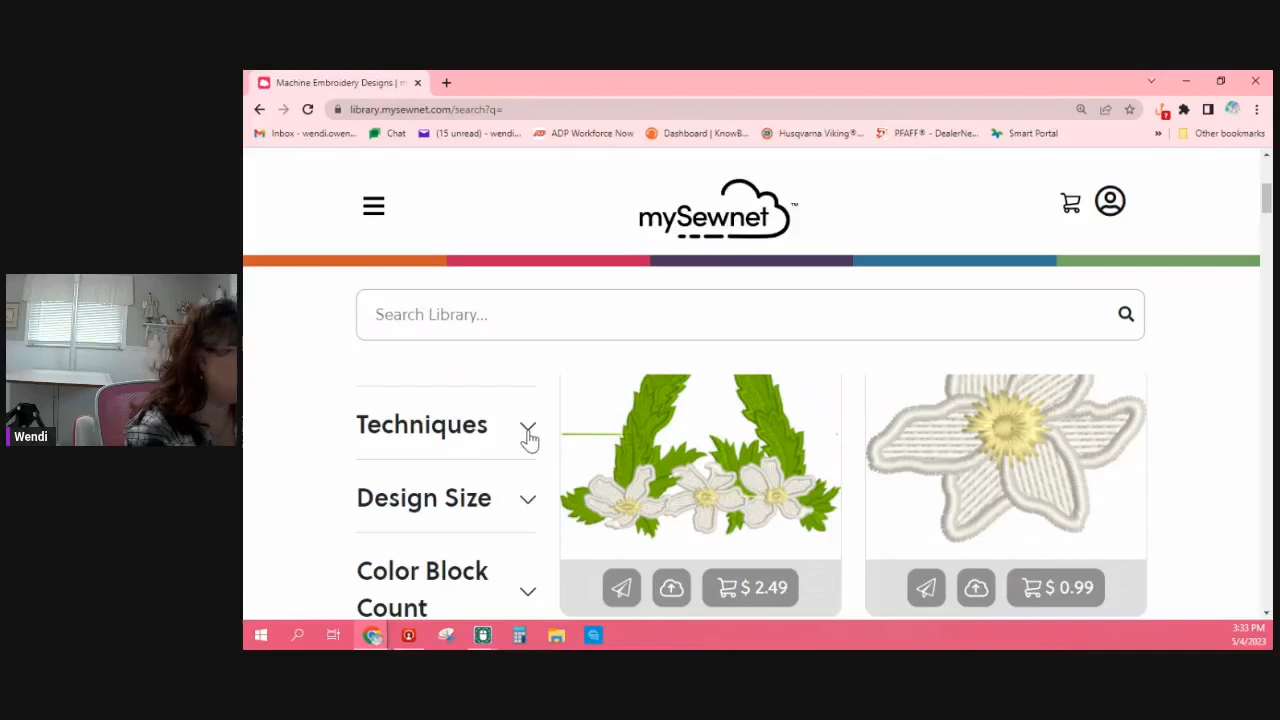 Machine Embroidery Designs | m
library.mysewnet.com/search?q=
7
Inbox - wendi.owen...
Chat
(15 unread) - wendi...
ADP Workforce Now
Dashboard | KnowB...
Husqvarna Viking®...
PFAFF® - DealerNe...
Smart Portal
»
Other bookmarks
mySewnet™
Search Library...
Techniques
Design Size
Color Block
Count
$ 2.49
$ 0.99
Wendi
3:33 PM
5/4/2023